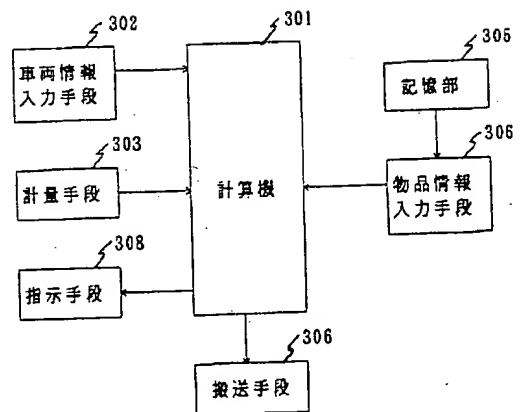 301
302
車両情報
入力手段
303
計量手段
308
指示手段
計算機
305
記憶部
306
物品情報
入力手段
306
搬送手段